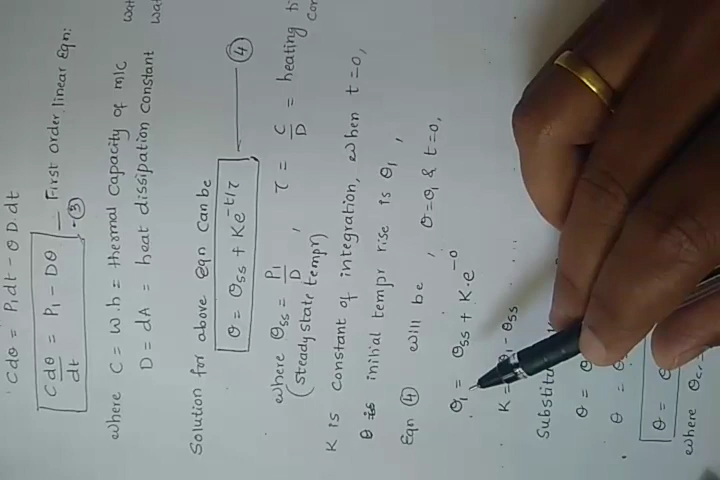 Cdθ = P₁dt - θD.dt
C dθ/dt = P₁ - Dθ — First order linear Eqn: -③
where C = w.h = thermal capacity of m/c
D = dA = heat dissipation constant
Solution for above eqn can be
θ = θss + Ke^-t/τ — ④
where θss = P₁/D , τ = C/D = heating
(steady state tempr)
K is constant of integration, when t=0,
θ is initial tempr rise is θ₁ ,
Eqn ④ will be , θ=θ₁ & t=0,
θ₁ = θss + K.e^-0
K = - θss
θ =
θ =
θ =
where